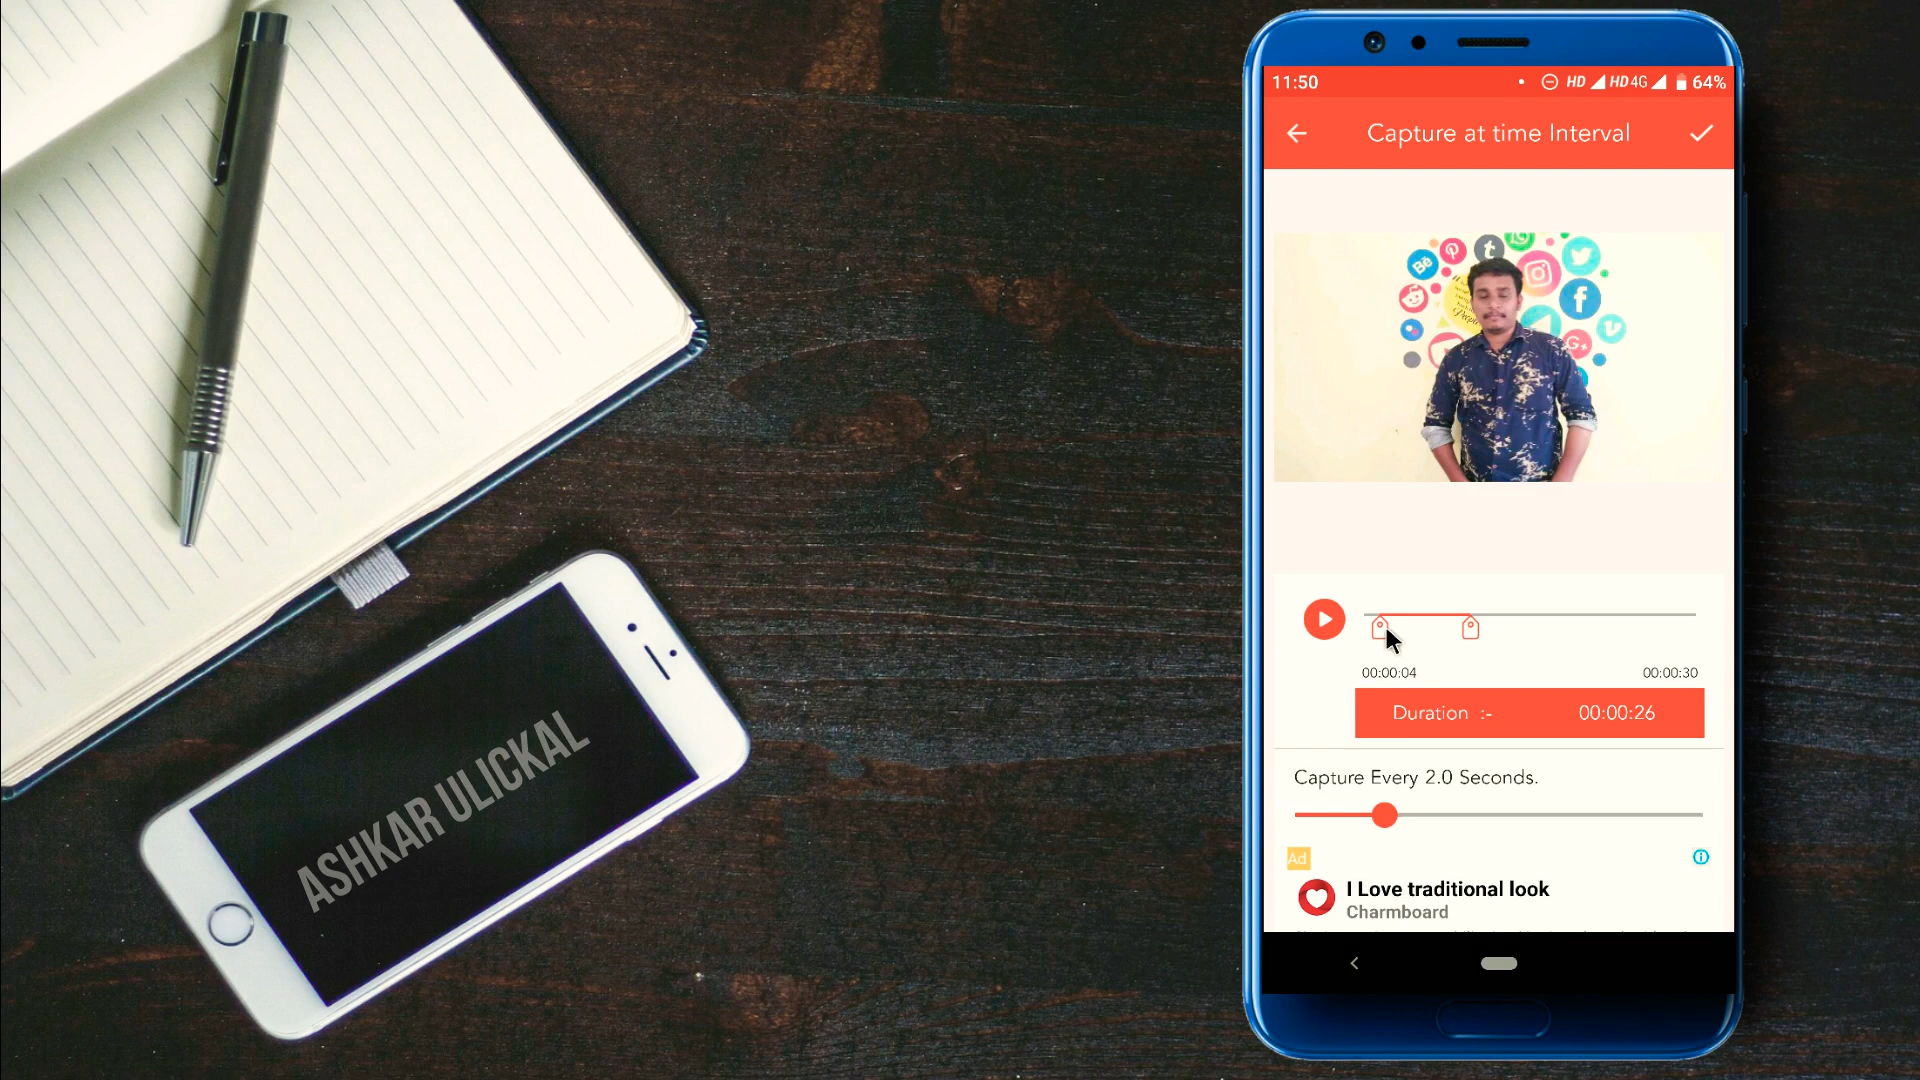 11:50
HD HD 4G 64%
Capture at time Interval
Bē
t
f
G+
00:00:04 00:00:30
Duration :- 00:00:26
Capture Every 2.0 Seconds.
Ad
I Love traditional look
Charmboard
ASHKAR ULICKAL